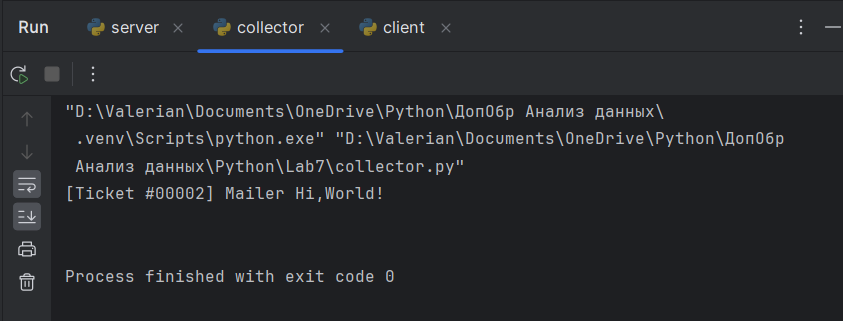 Run server collector client
"D:\Valerian\Documents\OneDrive\Python\ДопОбр Анализ данных\
.venv\Scripts\python.exe" "D:\Valerian\Documents\OneDrive\Python\ДопОбр
Анализ данных\Python\Lab7\collector.py"
[Ticket #00002] Mailer Hi,World!
Process finished with exit code 0